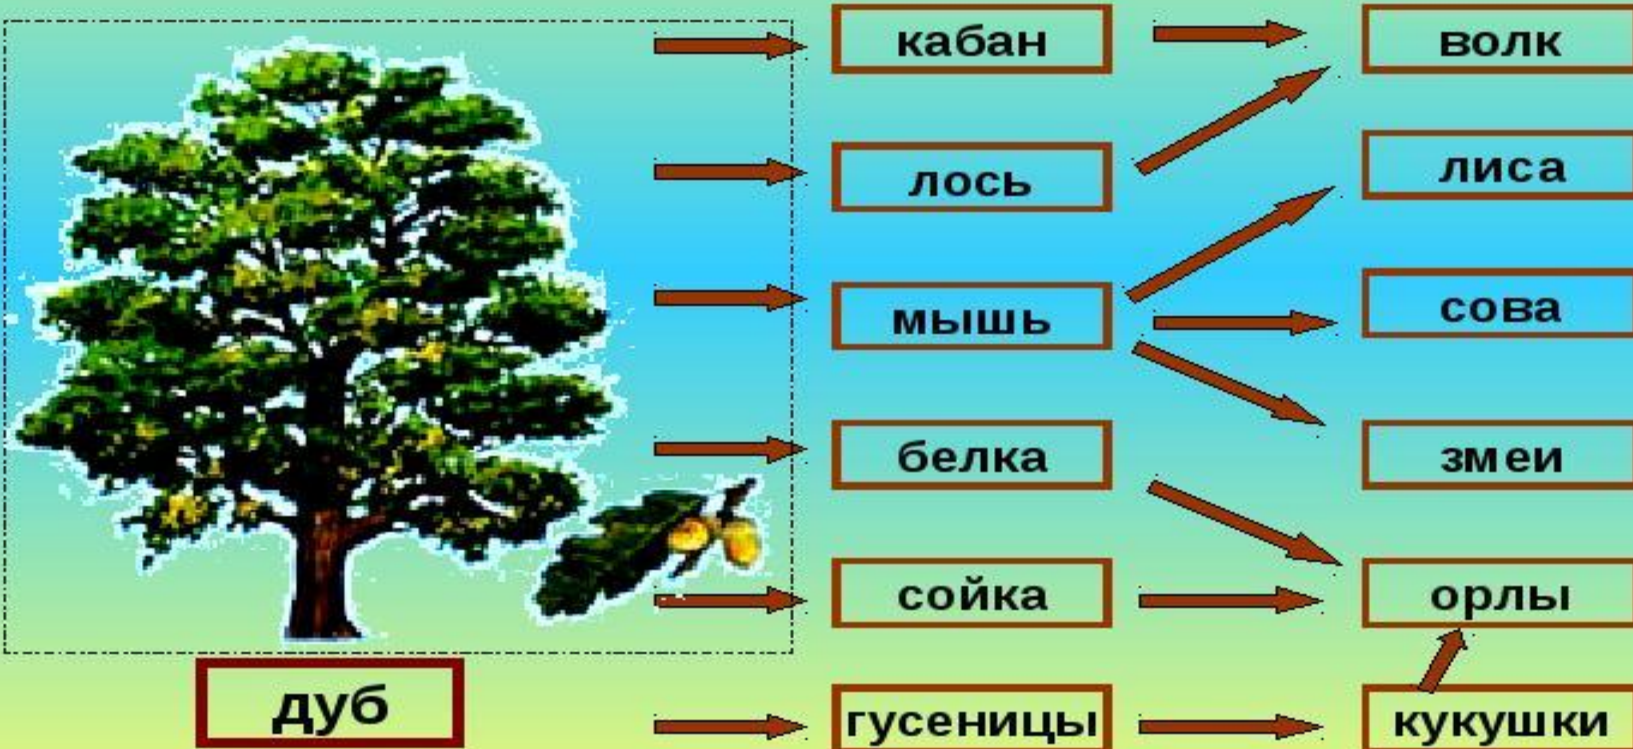 кабан
волк
лось
лиса
мышь
сова
белка
змеи
сойка
орлы
дуб
гусеницы
кукушки